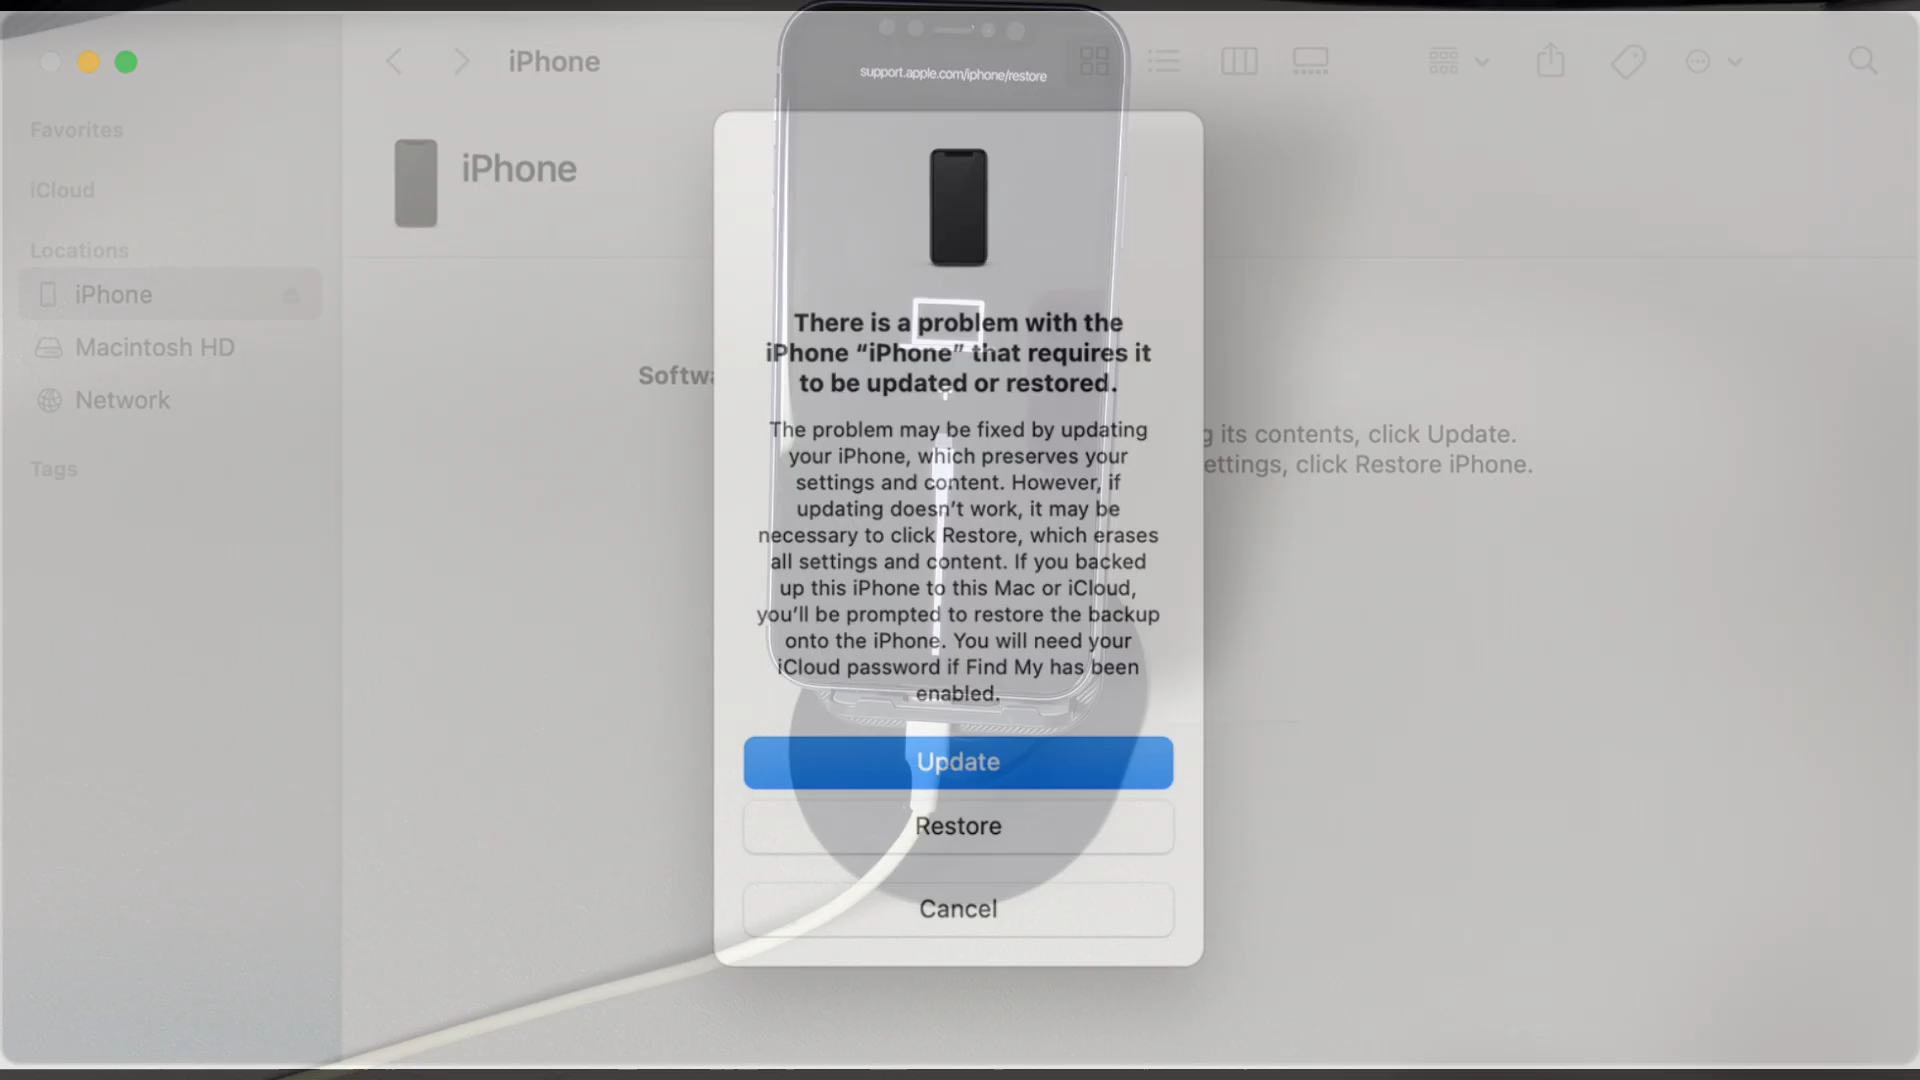 iPhone
support.apple.com/iphone/restore
Favorites
iCloud
Locations
iPhone
Macintosh HD
Network
Tags
iPhone
There is a problem with the
iPhone “iPhone” that requires it
to be updated or restored.
The problem may be fixed by updating
your iPhone, which preserves your
settings and content. However, if
updating doesn’t work, it may be
necessary to click Restore, which erases
all settings and content. If you backed
up this iPhone to this Mac or iCloud,
you’ll be prompted to restore the backup
onto the iPhone. You will need your
iCloud password if Find My has been
enabled.
Update
Restore
Cancel
its contents, click Update.
click Restore iPhone.